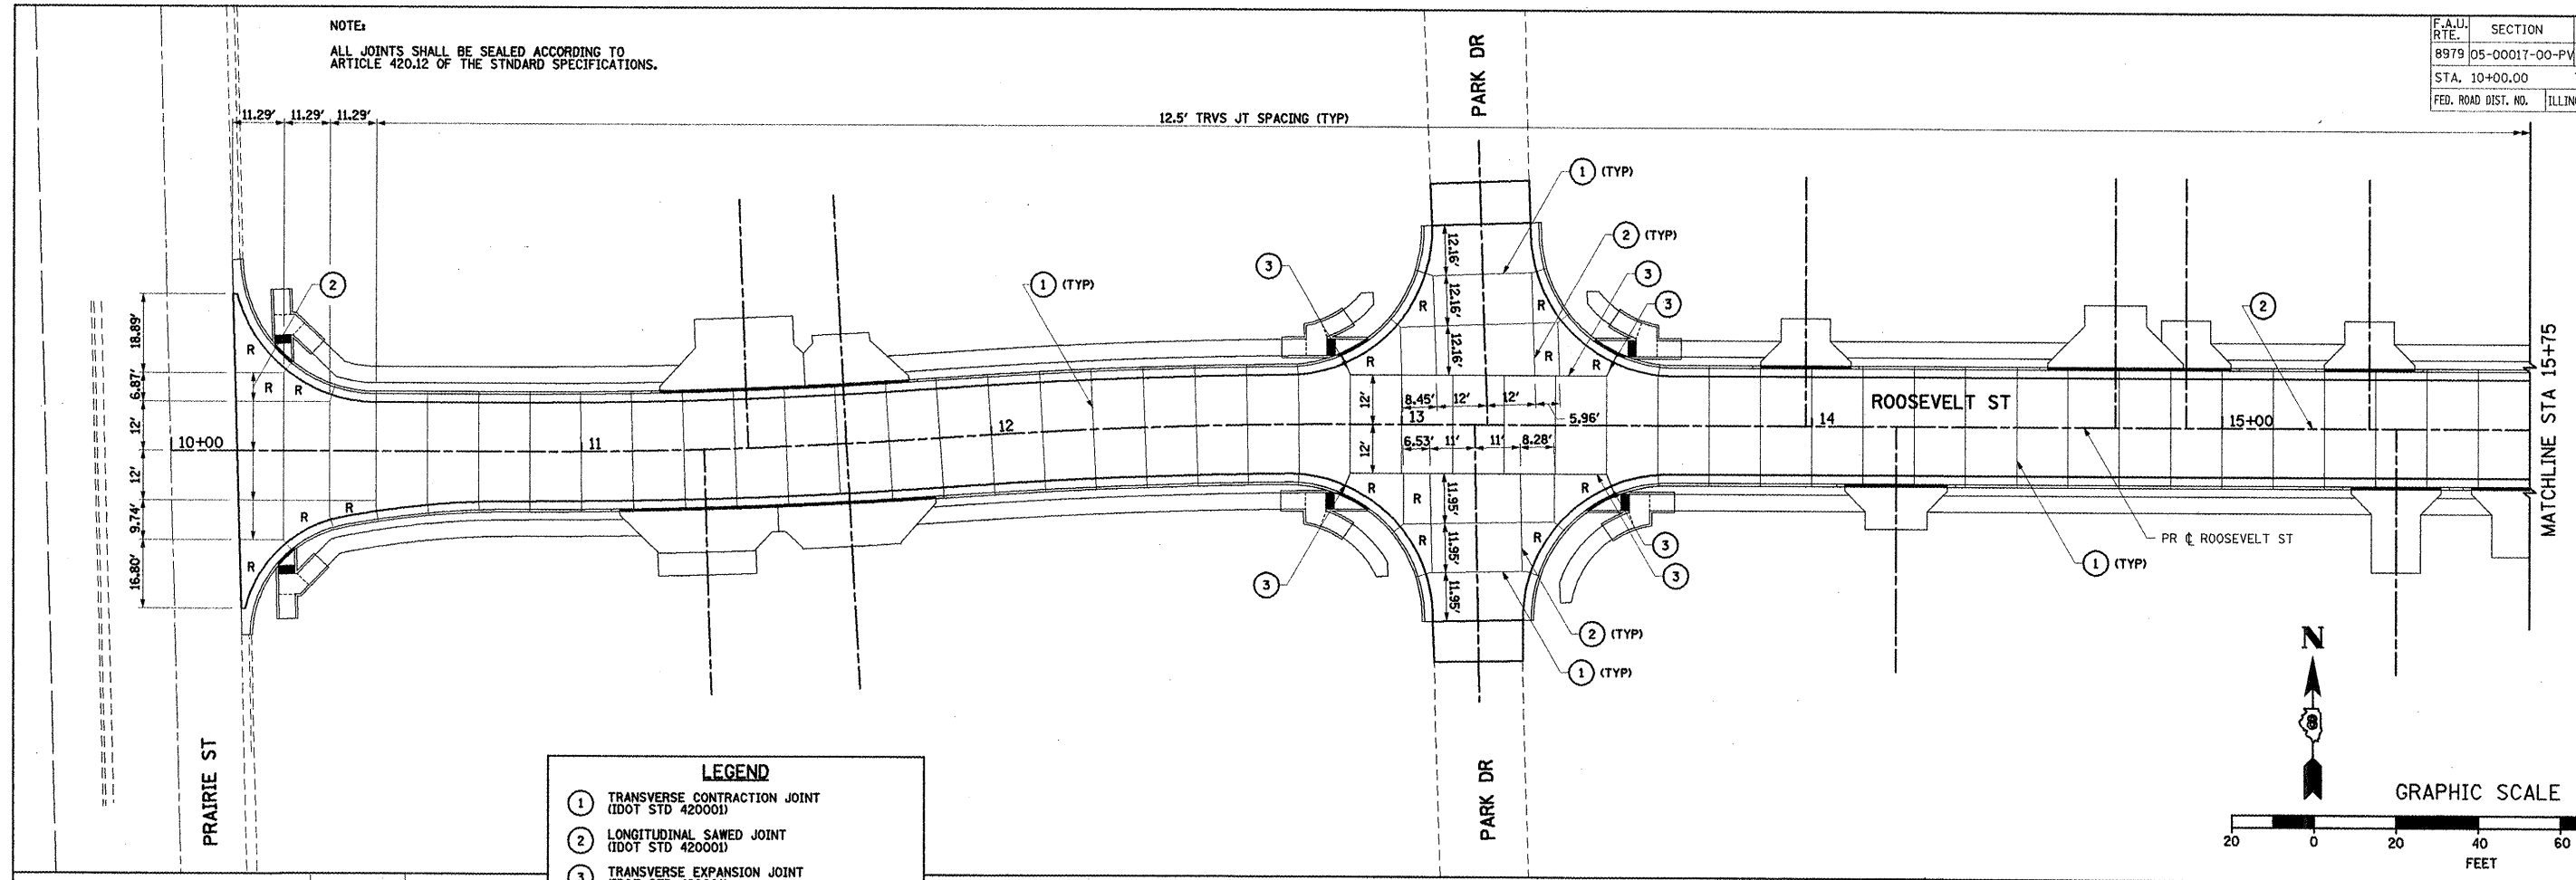 NOTE:
ALL JOINTS SHALL BE SEALED ACCORDING TO
ARTICLE 420.12 OF THE STNDARD SPECIFICATIONS.
F.A.U.
RTE.
SECTION
8979
05-00017-00-PV
STA. 10+00.00
FED. ROAD DIST. NO.
11.29'
11.29'
11.29'
12.5' TRVS JT SPACING (TYP)
PARK DR
1 (TYP)
2 (TYP)
3
3
3
1 (TYP)
2
2
18.89'
6.87'
12'
12'
9.74'
16.80'
R
R
R
R
R
R
10+00
11
12
13
14
15+00
12.16'
12.16'
12.16'
R
R
R
R
R
12'
12'
8.45'
12'
12'
5.96'
6.53'
11'
11'
8.28'
11.95'
11.95'
11.95'
R
R
R
R
R
ROOSEVELT ST
MATCHLINE STA 15+75
PR ℄ ROOSEVELT ST
1 (TYP)
3
3
3
2 (TYP)
1 (TYP)
PRAIRIE ST
PARK DR
LEGEND
1 TRANSVERSE CONTRACTION JOINT
(IDOT STD 420001)
2 LONGITUDINAL SAWED JOINT
(IDOT STD 420001)
3 TRANSVERSE EXPANSION JOINT
N
GRAPHIC SCALE
20 0 20 40 60
FEET